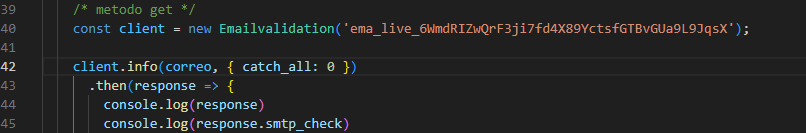 39 /* metodo get */
40 const client = new Emailvalidation('ema_live_6WmdRIZwQrF3ji7fd4X89YctsfGTBvGUa9L9JqsX');
41
42 client.info(correo, { catch_all: 0 })
43 .then(response => {
44 console.log(response)
45 console.log(response.smtp_check)